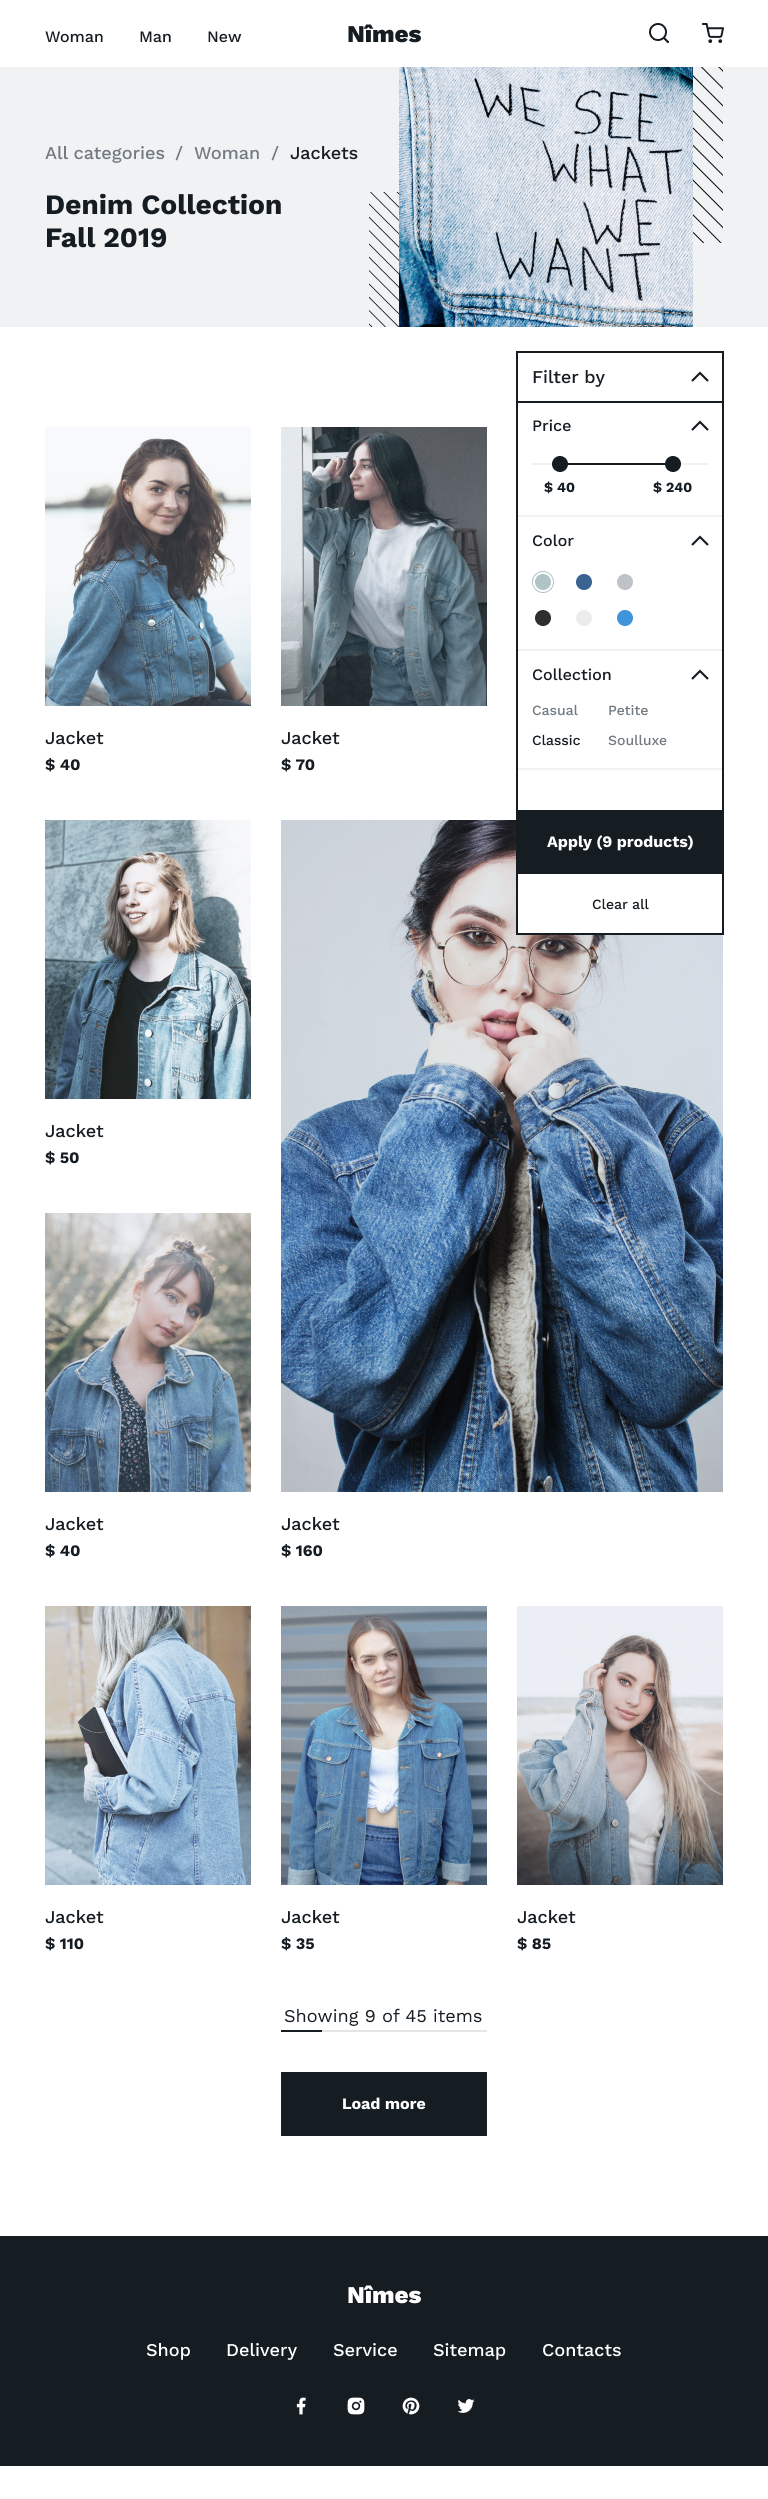 Woman Man New Nîmes
All categories / Woman / Jackets
Denim Collection
Fall 2019
WE SEE
WHAT
WE
WANT
Filter by
Price
$ 40 $ 240
Color
Collection
Casual Petite
Classic Soulluxe
Apply (9 products)
Clear all
Jacket
$ 40
Jacket
$ 70
Jacket
$ 50
Jacket
$ 40
Jacket
$ 160
Jacket
$ 110
Jacket
$ 35
Jacket
$ 85
Showing 9 of 45 items
Load more
Nîmes
Shop Delivery Service Sitemap Contacts